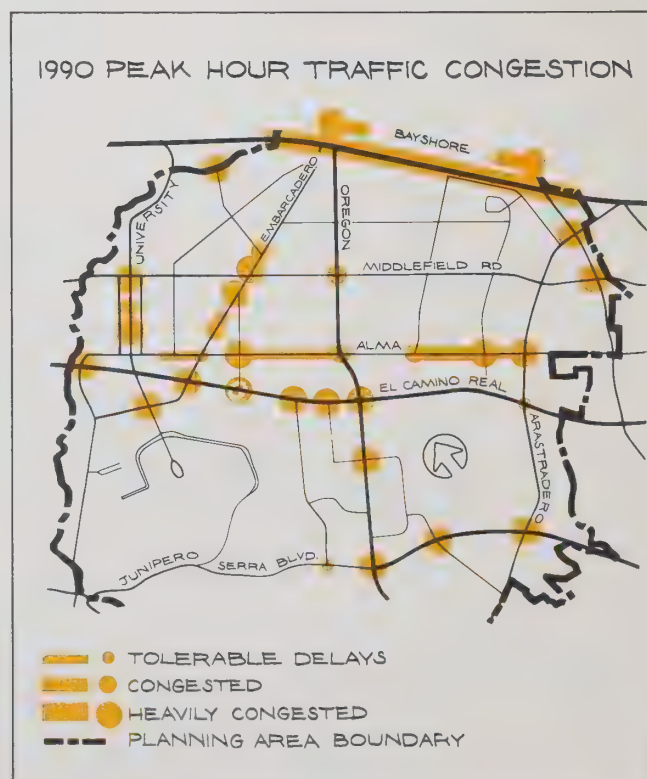 1990 PEAK HOUR TRAFFIC CONGESTION
BAYSHORE
UNIVERSITY
EMBARCADERO
OREGON
MIDDLEFIELD RD
ALMA
EL CAMINO REAL
ARASTRADERO
JUNIPERO SERRA BLVD.
TOLERABLE DELAYS
CONGESTED
HEAVILY CONGESTED
PLANNING AREA BOUNDARY